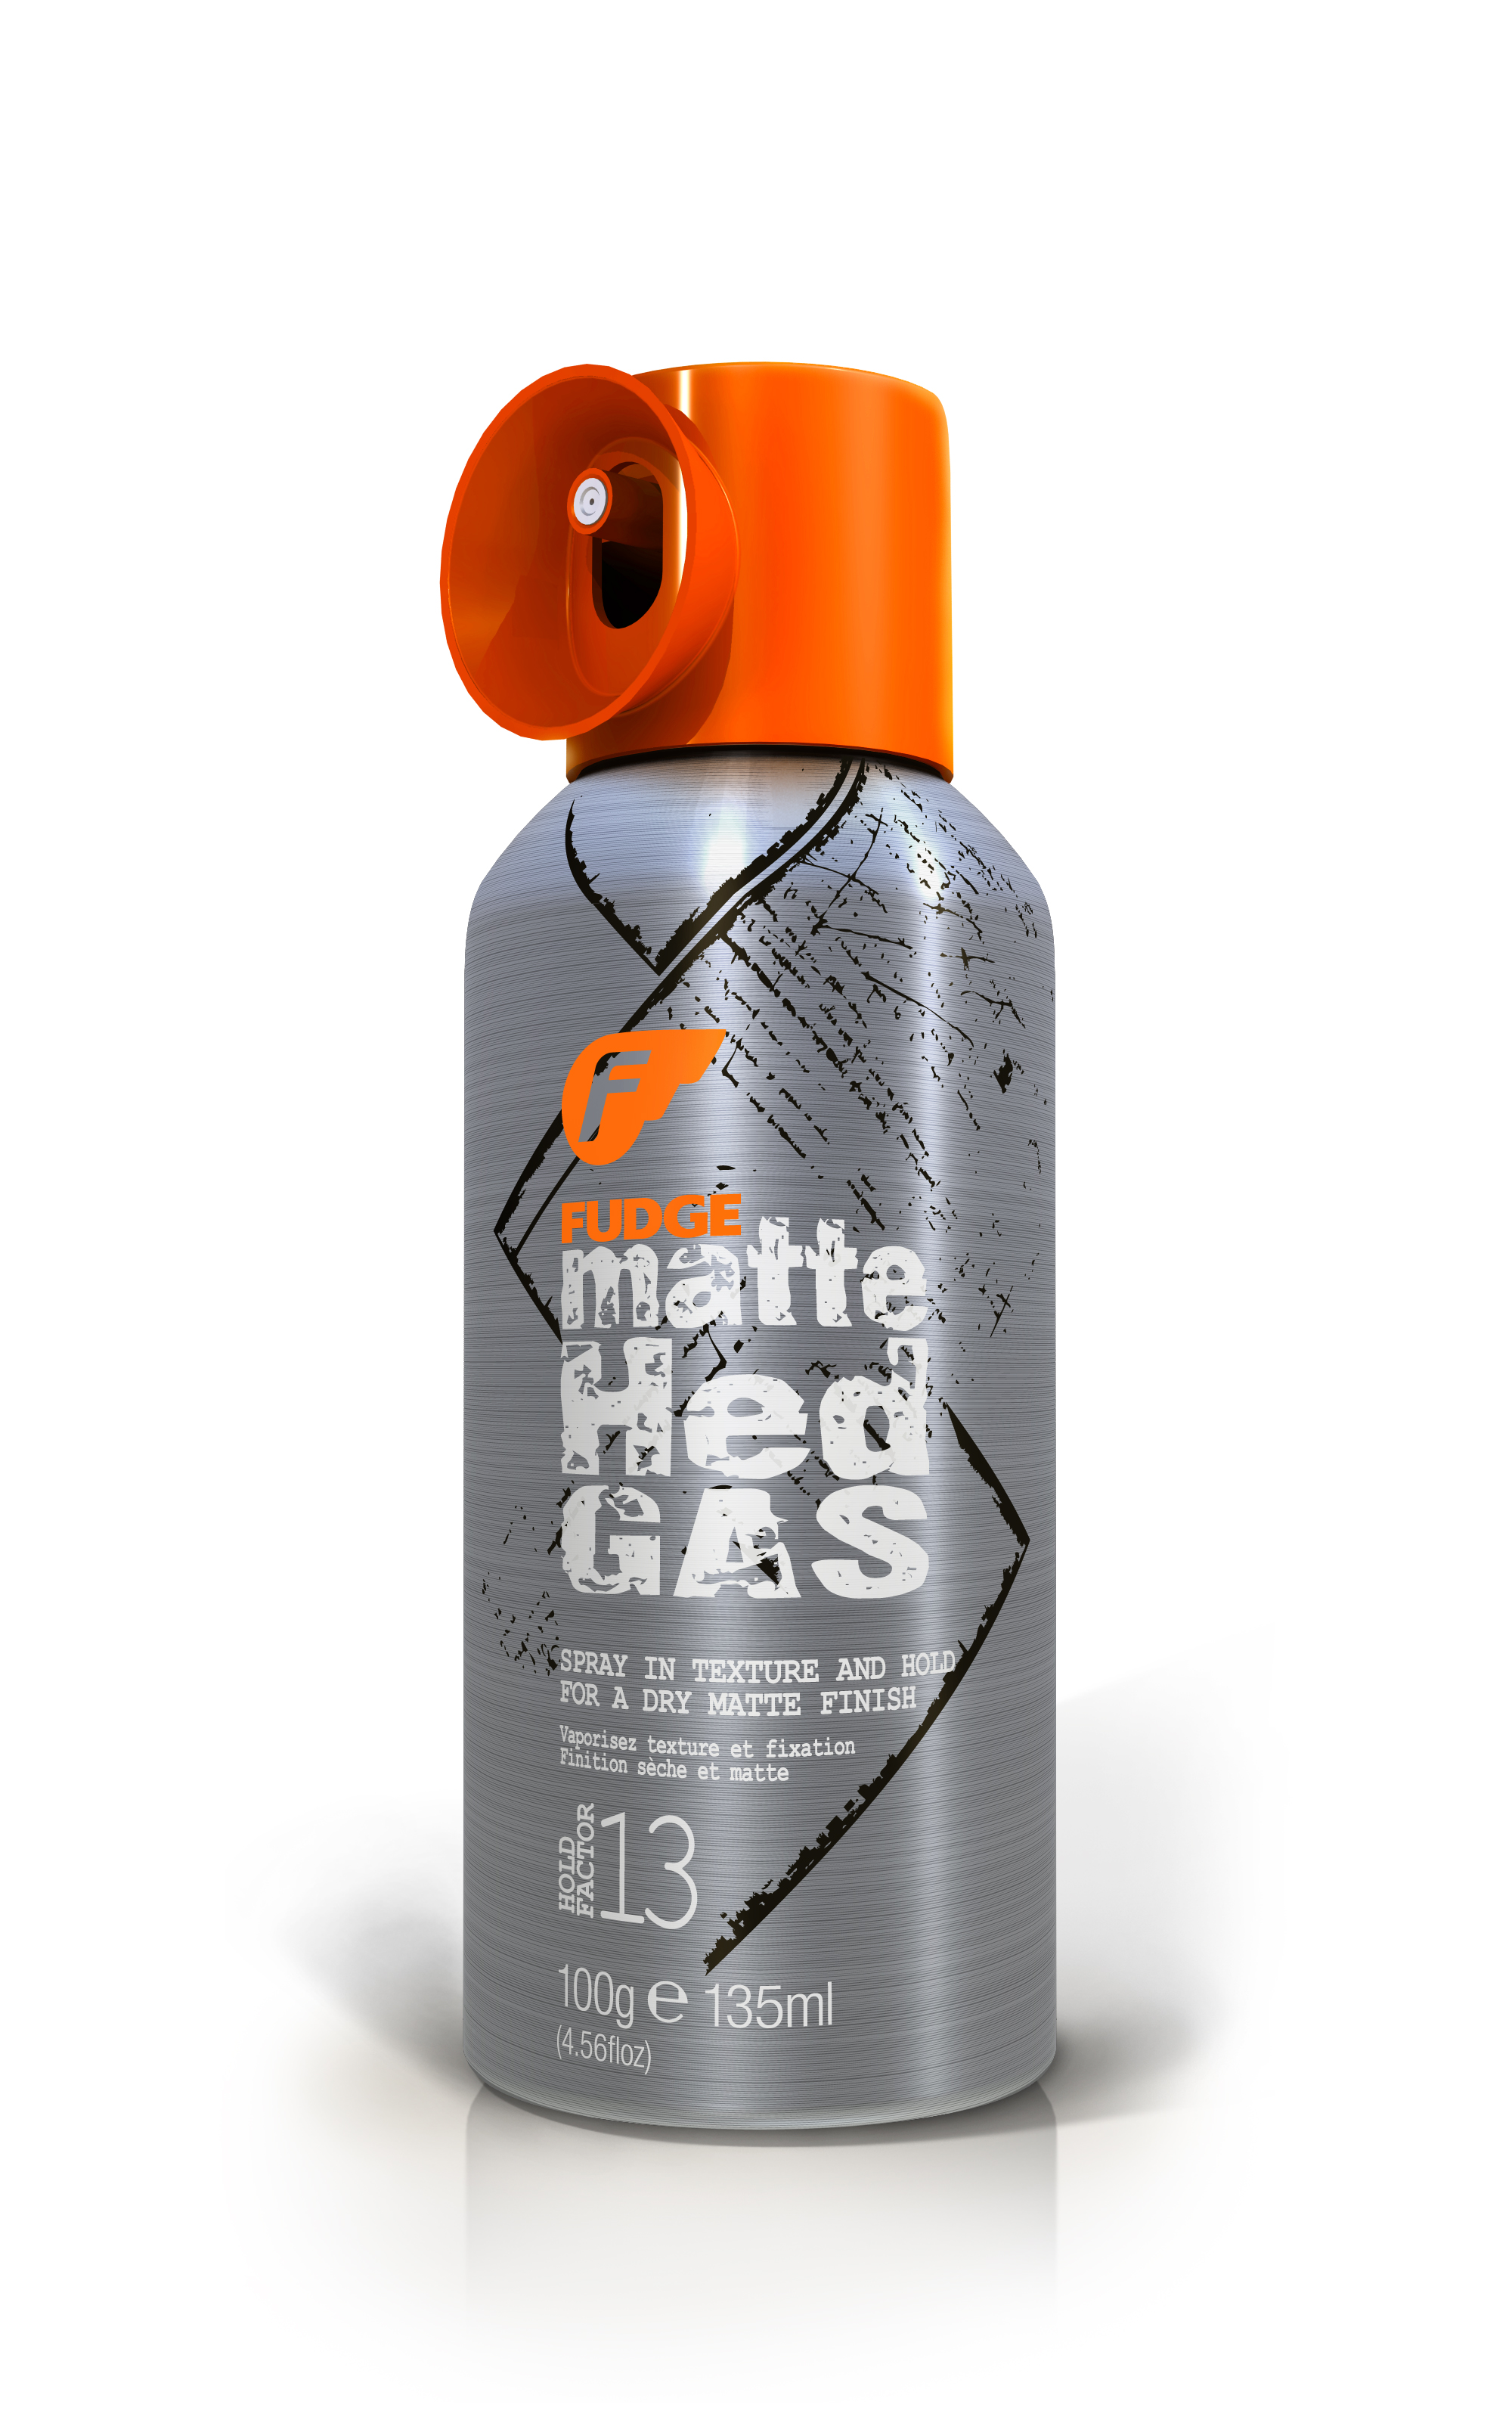 F
FUDGE
matte
Hed
GAS
SPRAY IN TEXTURE AND HOLD
FOR A DRY MATTE FINISH
Vaporisez texture et fixation
Finition sèche et matte
HOLD
FACTOR
13
100g e 135ml
(4.56floz)